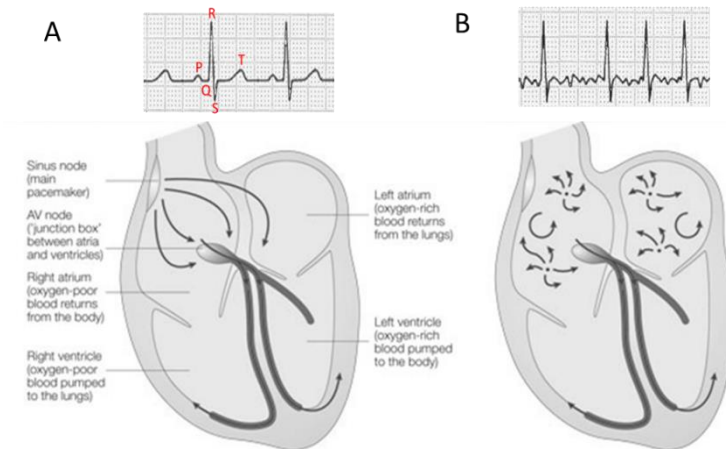 A
B
R
P
T
Q
S
Sinus node
(main
pacemaker)
AV node
('junction box'
between atria
and ventricles)
Right atrium
(oxygen-poor
blood returns
from the body)
Right ventricle
(oxygen-poor
blood pumped
to the lungs)
Left atrium
(oxygen-rich
blood returns
from the lungs)
Left ventricle
(oxygen-rich
blood pumped
to the body)